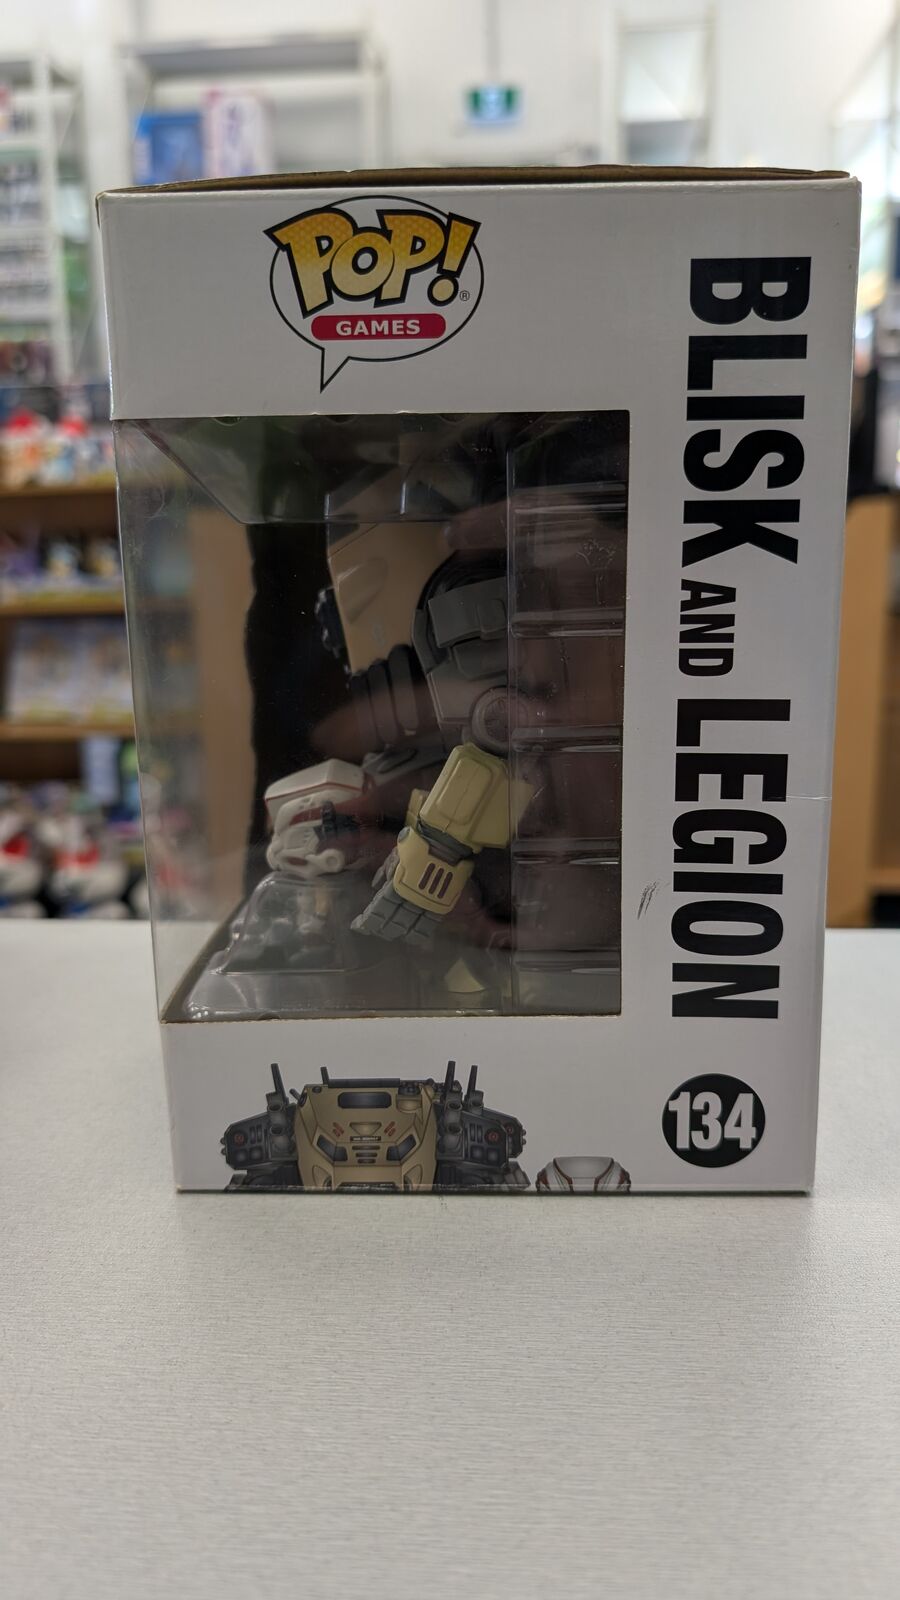 POP!®
GAMES
BLISK AND LEGION
134